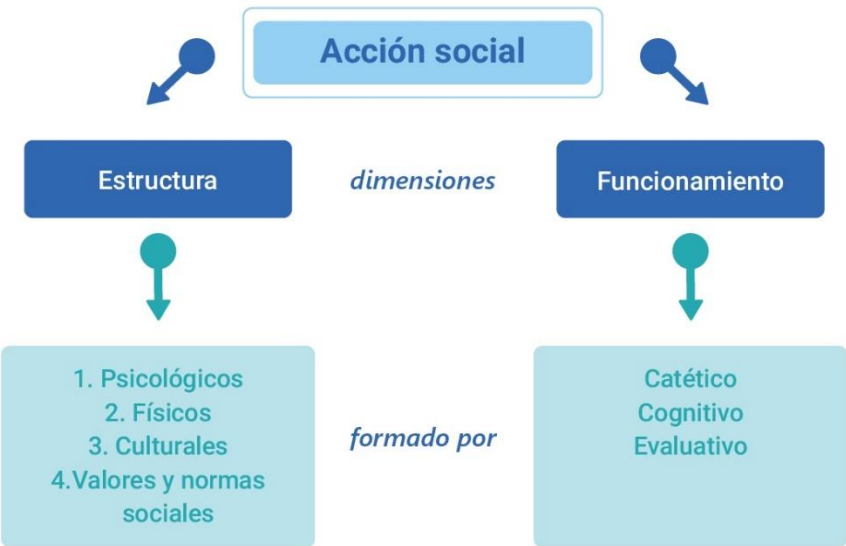 Acción social
Estructura
dimensiones
Funcionamiento
1. Psicológicos
2. Físicos
3. Culturales
4.Valores y normas
sociales
formado por
Catético
Cognitivo
Evaluativo